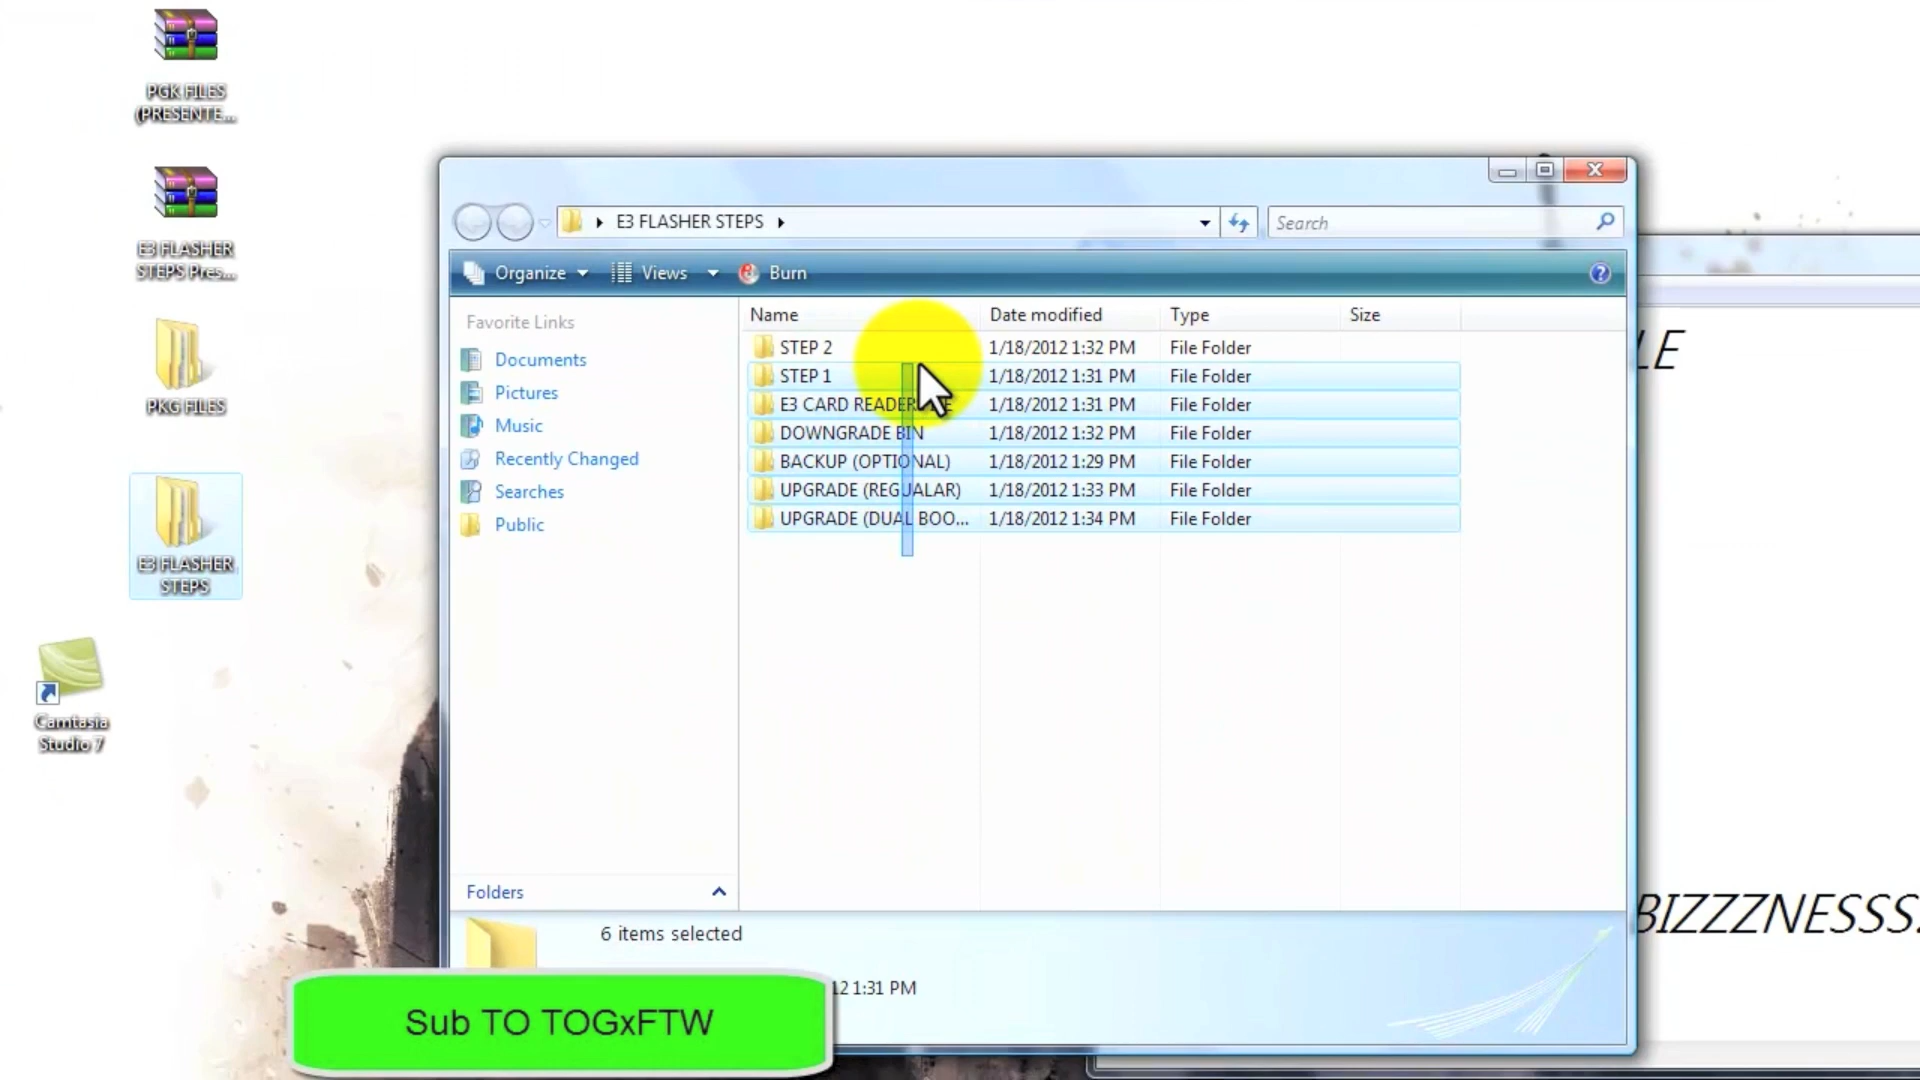 PGK FILES
(PRESENTE...
E3 FLASHER
STEPS Pres...
PKG FILES
E3 FLASHER
STEPS
Camtasia
Studio 7
E3 FLASHER STEPS
Search
Organize
Views
Burn
Favorite Links
Documents
Pictures
Music
Recently Changed
Searches
Public
Folders
Name Date modified Type Size
STEP 2 1/18/2012 1:32 PM File Folder
STEP 1 1/18/2012 1:31 PM File Folder
E3 CARD READER 1/18/2012 1:31 PM File Folder
DOWNGRADE BIN 1/18/2012 1:32 PM File Folder
BACKUP (OPTIONAL) 1/18/2012 1:29 PM File Folder
UPGRADE (REGUALAR) 1/18/2012 1:33 PM File Folder
UPGRADE (DUAL BOO... 1/18/2012 1:34 PM File Folder
6 items selected
12 1:31 PM
Sub TO TOGxFTW
LE
BIZZZNESSS.